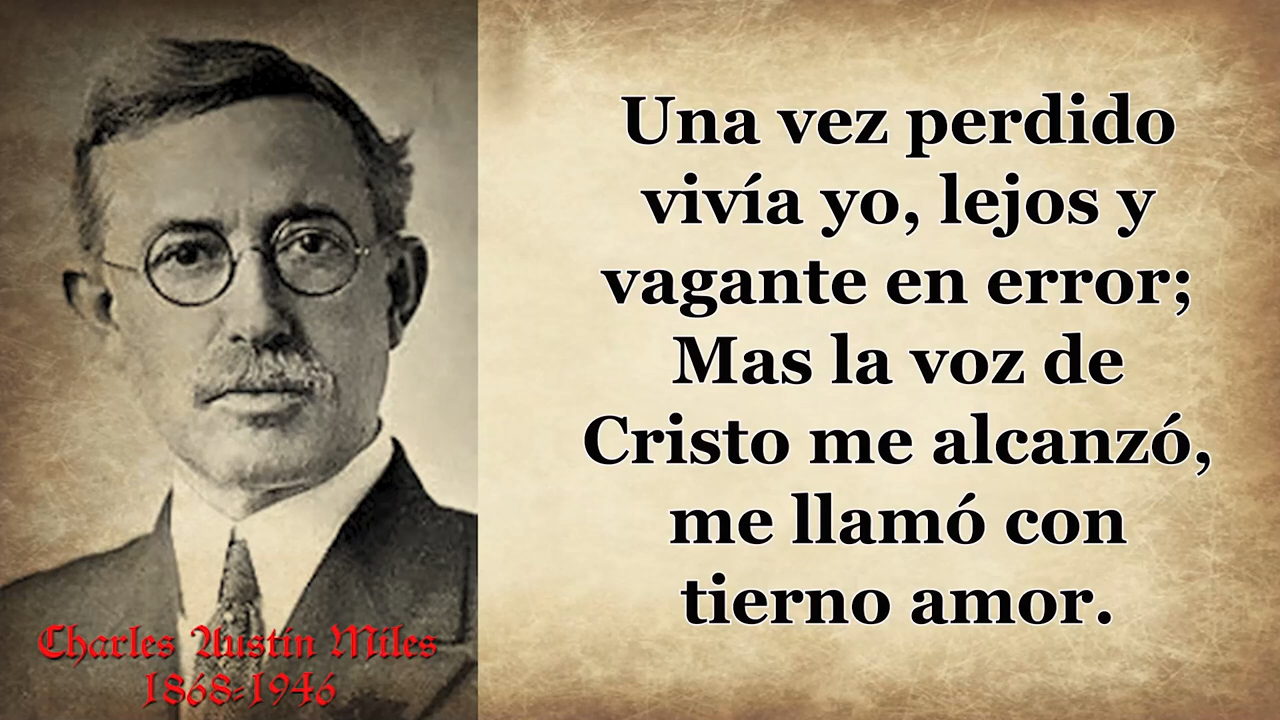 Una vez perdido
vivía yo, lejos y
vagante en error;
Mas la voz de
Cristo me alcanzó,
me llamó con
tierno amor.
Charles Austin Miles
1868-1946